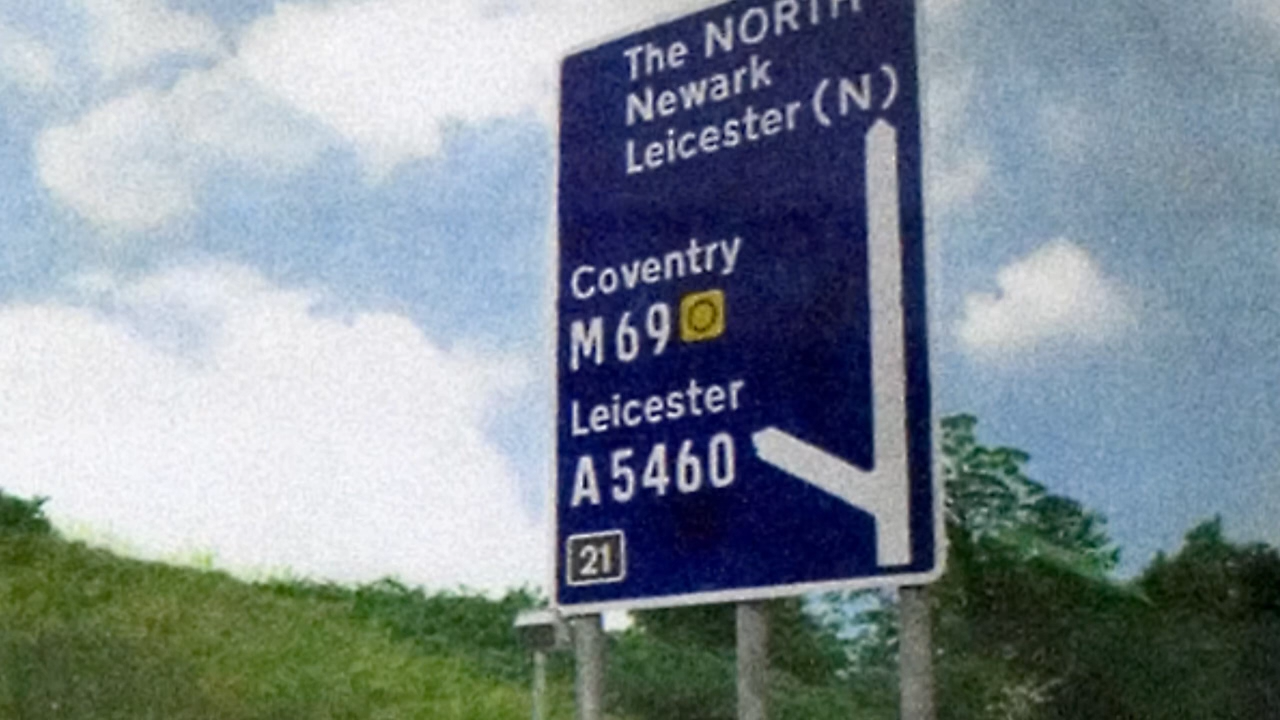 The NORTH
Newark
Leicester (N)
Coventry
M69
Leicester
A5460
21